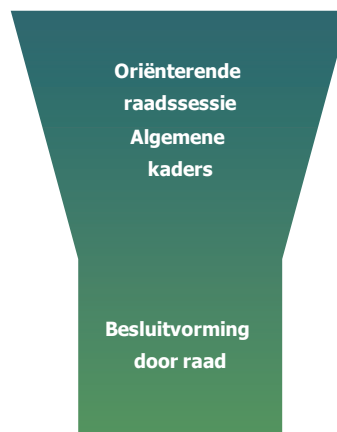 Oriënterende
raadssessie
Algemene
kaders
Besluitvorming
door raad